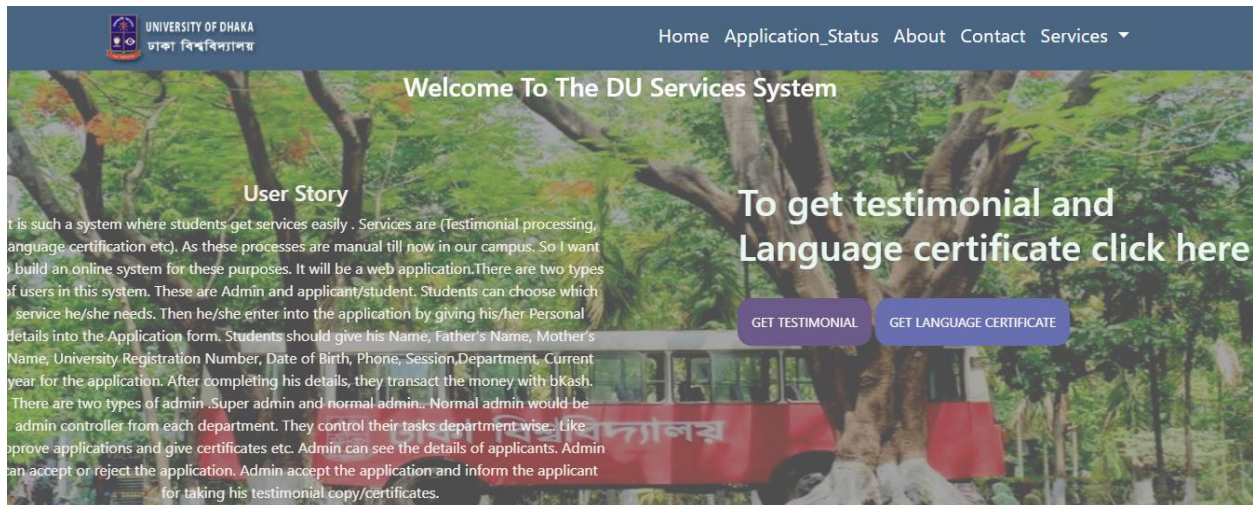 UNIVERSITY OF DHAKA
ঢাকা বিশ্ববিদ্যালয়
Home Application_Status About Contact Services
Welcome To The DU Services System
User Story
t is such a system where students get services easily . Services are (Testimonial processing,
anguage certification etc). As these processes are manual till now in our campus. So I want
o build an online system for these purposes. It will be a web application.There are two types
of users in this system. These are Admin and applicant/student. Students can choose which
service he/she needs. Then he/she enter into the application by giving his/her Personal
details into the Application form. Students should give his Name, Father's Name, Mother's
Name, University Registration Number, Date of Birth, Phone, Session,Department, Current
year for the application. After completing his details, they transact the money with bKash.
There are two types of admin .Super admin and normal admin.. Normal admin would be
admin controller from each department. They control their tasks department wise.. Like
pprove applications and give certificates etc. Admin can see the details of applicants. Admin
can accept or reject the application. Admin accept the application and inform the applicant
for taking his testimonial copy/certificates.
To get testimonial and
Language certificate click here
GET TESTIMONIAL GET LANGUAGE CERTIFICATE
ঢাকা বিশ্ববিদ্যালয়